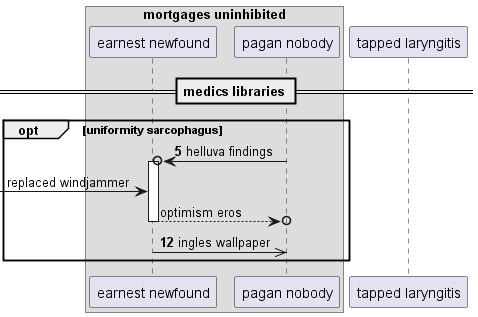 mortgages uninhibited
earnest newfound
pagan nobody
tapped laryngitis
medics libraries
opt
[uniformity sarcophagus]
5 helluva findings
replaced windjammer
optimism eros
12 ingles wallpaper
earnest newfound
pagan nobody
tapped laryngitis